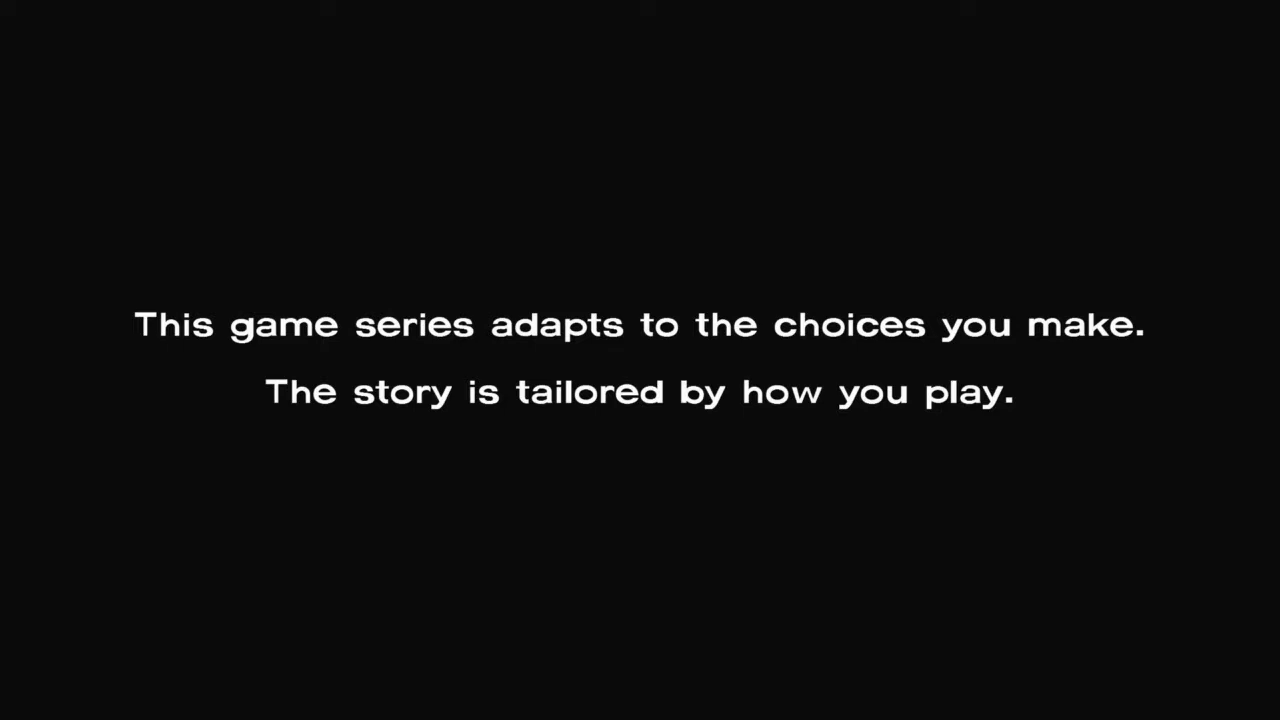 This game series adapts to the choices you make.
The story is tailored by how you play.